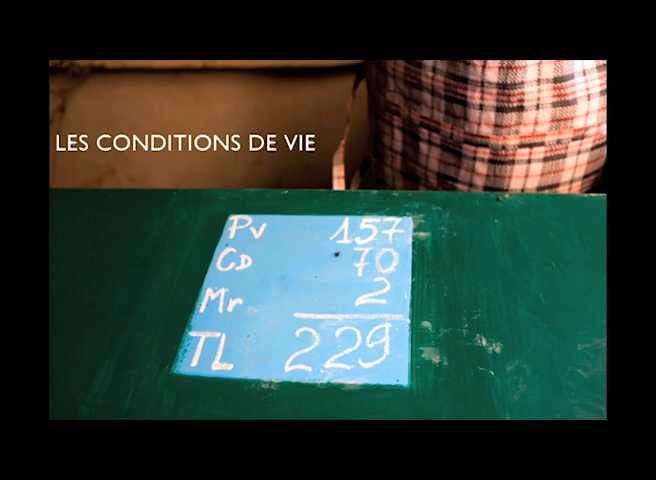 LES CONDITIONS DE VIE
Pv 157
CD 70
Mr 2
TL 229